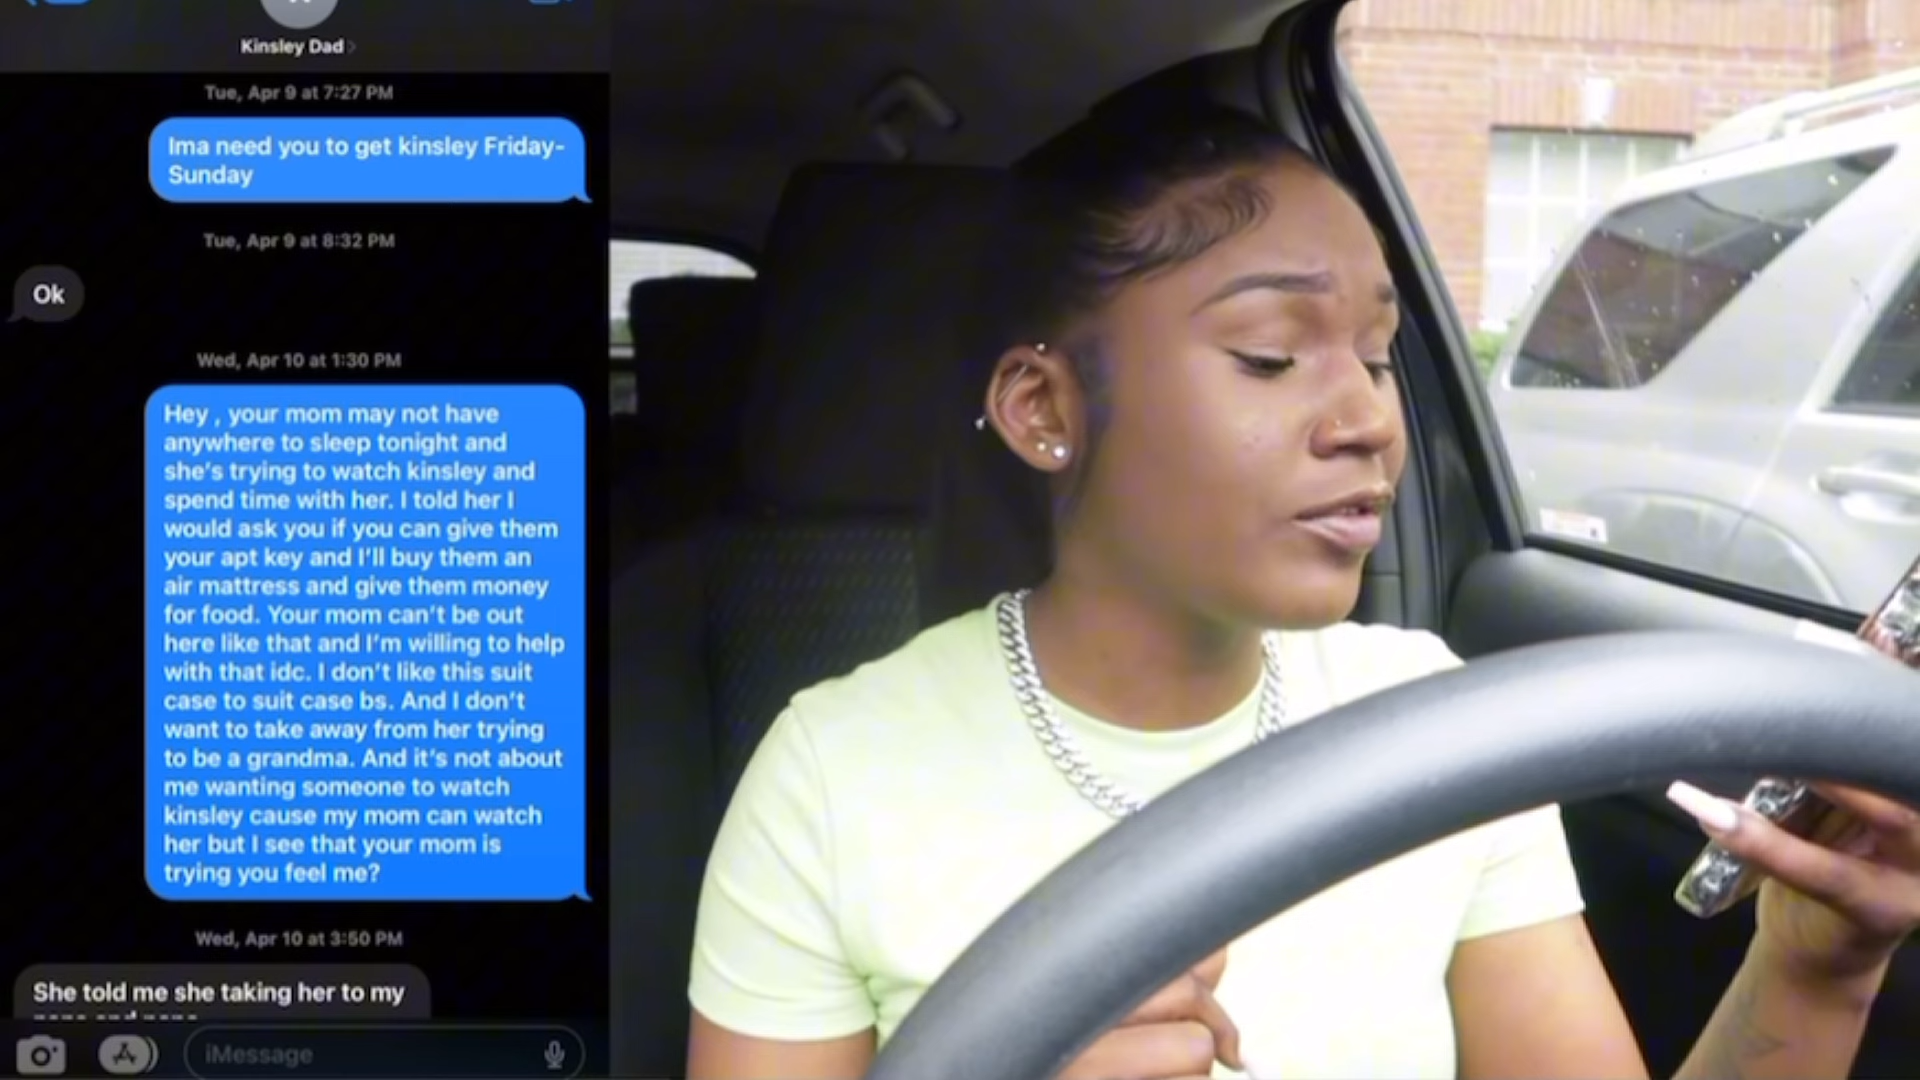 Kinsley Dad
Tue, Apr 9 at 7:27 PM
Ima need you to get kinsley Friday-
Sunday
Tue, Apr 9 at 8:32 PM
Ok
Wed, Apr 10 at 1:30 PM
Hey , your mom may not have
anywhere to sleep tonight and
she's trying to watch kinsley and
spend time with her. I told her I
would ask you if you can give them
your apt key and I'll buy them an
air mattress and give them money
for food. Your mom can't be out
here like that and I'm willing to help
with that idc. I don't like this suit
case to suit case bs. And I don't
want to take away from her trying
to be a grandma. And it's not about
me wanting someone to watch
kinsley cause my mom can watch
her but I see that your mom is
trying you feel me?
Wed, Apr 10 at 3:50 PM
She told me she taking her to my
iMessage